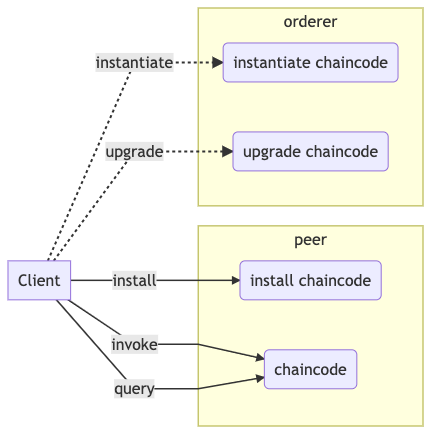 orderer
instantiate
instantiate chaincode
upgrade
upgrade chaincode
peer
Client
install
install chaincode
invoke
chaincode
query